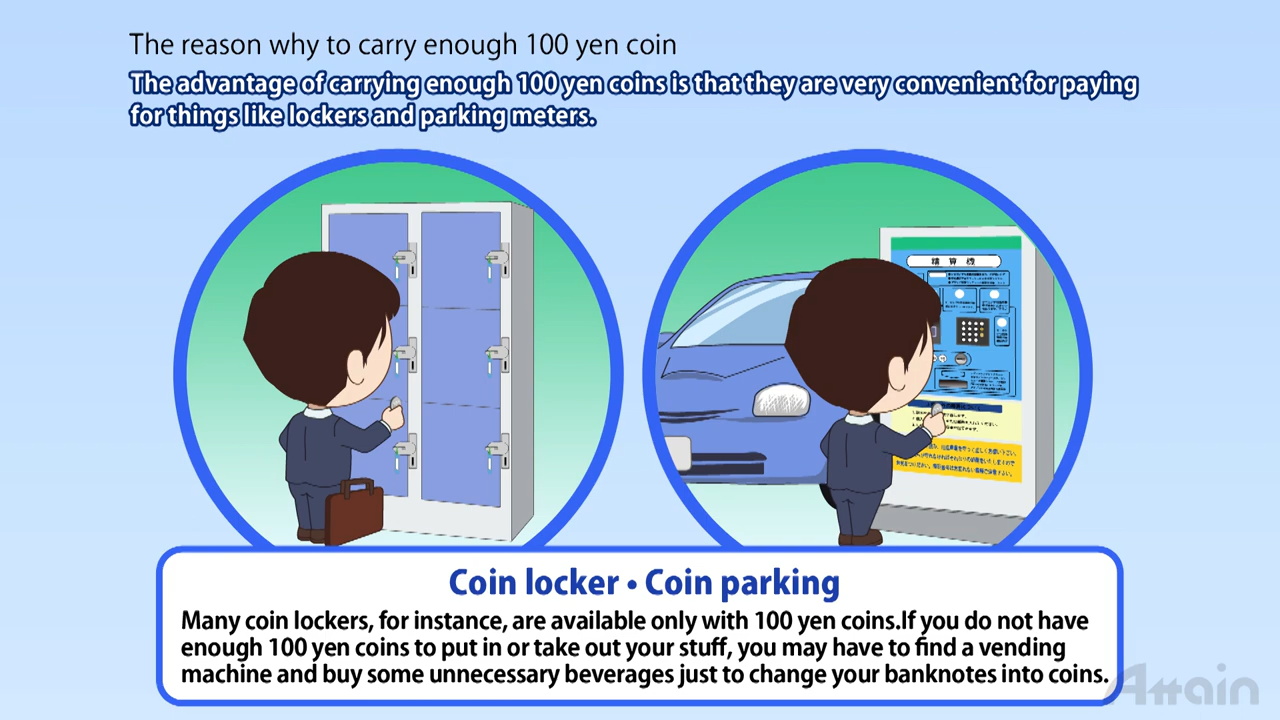 The reason why to carry enough 100 yen coin
The advantage of carrying enough 100 yen coins is that they are very convenient for paying
for things like lockers and parking meters.
精 算 機
Coin locker • Coin parking
Many coin lockers, for instance, are available only with 100 yen coins.If you do not have
enough 100 yen coins to put in or take out your stuff, you may have to find a vending
machine and buy some unnecessary beverages just to change your banknotes into coins.
Attain